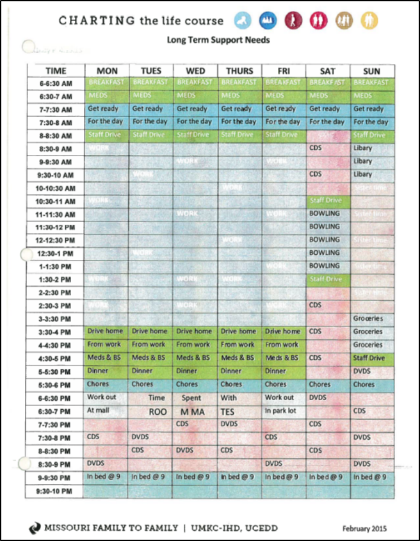 CHARTING the life course
Long Term Support Needs
TIME MON TUES WED THURS FRI SAT SUN
6-6:30 AM BREAKFAST BREAKFAST BREAKFAST BREAKFAST BREAKFAST BREAKFAST BREAKFAST
6:30-7 AM MEDS MEDS MEDS MEDS MEDS MEDS MEDS
7-7:30 AM Get ready Get ready Get ready Get ready Get ready Get ready Get ready
7:30-8 AM For the day For the day For the day For the day For the day For the day For the day
8-8:30 AM Staff Drive Staff Drive Staff Drive Staff Drive Staff Drive
8:30-9 AM WORK CDS Libary
9-9:30 AM WORK WORK Libary
9:30-10 AM WORK CDS
10-10:30 AM
10:30-11 AM Staff Drive
11-11:30 AM WORK WORK BOWLING
11:30-12 PM BOWLING
12-12:30 PM WORK BOWLING
12:30-1 PM WORK BOWLING
1-1:30 PM WORK WORK BOWLING
1:30-2 PM Staff Drive
2-2:30 PM
2:30-3 PM WORK WORK CDS
3-3:30 PM Groceries
3:30-4 PM Drive home Drive home Drive home Drive home Drive home CDS Groceries
4-4:30 PM From work From work From work From work From work Groceries
4:30-5 PM Meds & BS Meds & BS Meds & BS Meds & BS Meds & BS CDS Staff Drive
5-5:30 PM Dinner Dinner Dinner Dinner Dinner DVDS
5:30-6 PM Chores Chores Chores Chores Chores Chores Chores
6-6:30 PM Work out Time Spent With Work out DVDS
6:30-7 PM At mall ROO M MA TES In park lot CDS
7-7:30 PM CDS DVDS CDS
7:30-8 PM CDS DVDS CDS DVDS
8-8:30 PM CDS DVDS CDS CDS
8:30-9 PM DVDS DVDS DVDS
9-9:30 PM In bed @ 9 In bed @ 9 In bed @ 9 In bed @ 9 In bed @ 9 In bed @ 9 In bed @ 9
9:30-10 PM
MISSOURI FAMILY TO FAMILY | UMKC-IHD, UCEDD February 2015